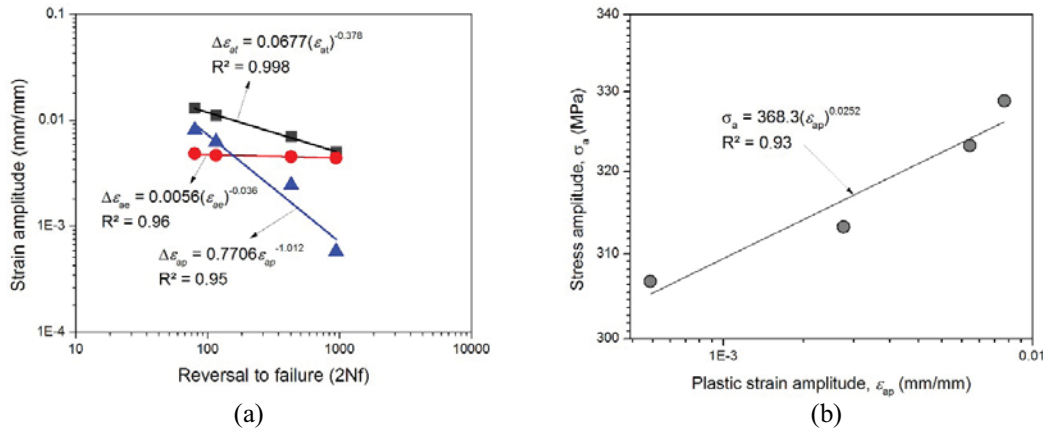 0.1
0.01
1E-3
1E-4
Strain amplitude (mm/mm)
Δεat = 0.0677(εat)^-0.378
R² = 0.998
Δεae = 0.0056(εae)^-0.036
R² = 0.96
Δεap = 0.7706εap^-1.012
R² = 0.95
10
100
1000
10000
Reversal to failure (2Nf)
(a)
340
330
320
310
300
Stress amplitude, σa (MPa)
σa = 368.3(εap)^0.0252
R² = 0.93
1E-3
0.01
Plastic strain amplitude, εap (mm/mm)
(b)